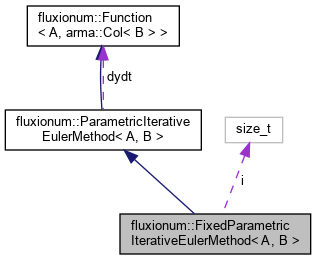 fluxionum::Function
< A, arma::Col< B > >
dydt
fluxionum::ParametricIterative
EulerMethod< A, B >
size_t
i
fluxionum::FixedParametric
IterativeEulerMethod< A, B >